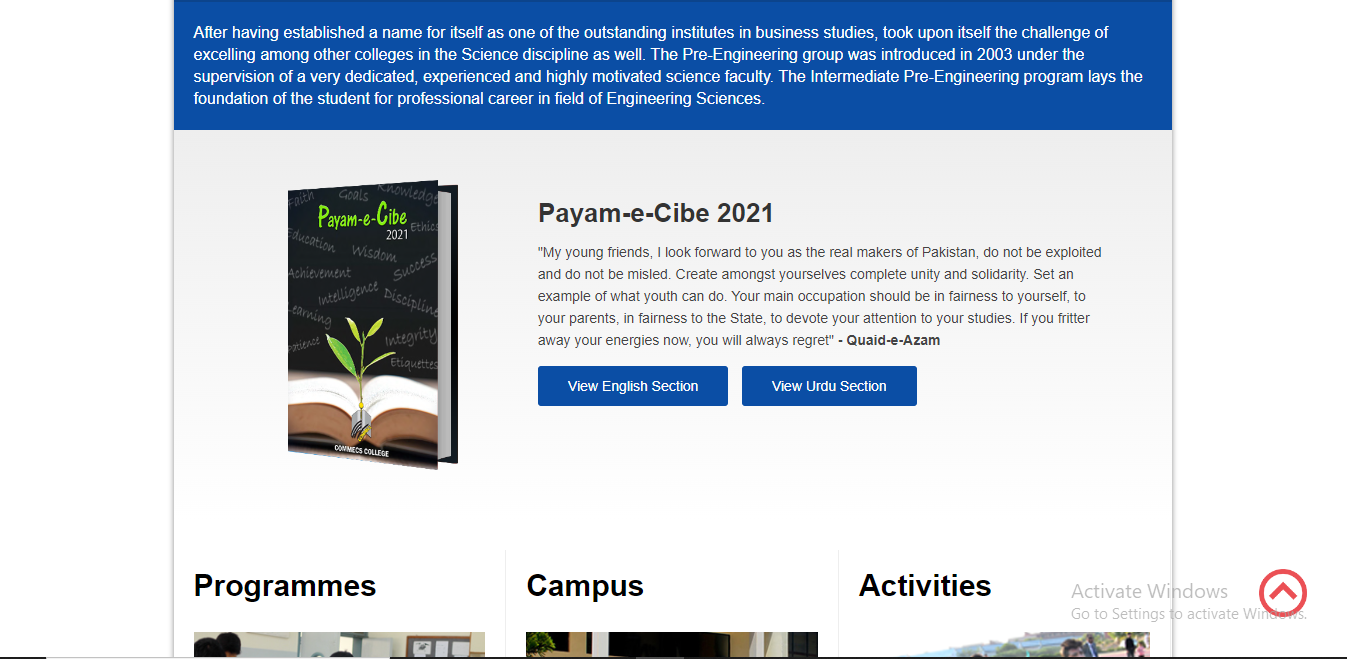 After having established a name for itself as one of the outstanding institutes in business studies, took upon itself the challenge of
excelling among other colleges in the Science discipline as well. The Pre-Engineering group was introduced in 2003 under the
supervision of a very dedicated, experienced and highly motivated science faculty. The Intermediate Pre-Engineering program lays the
foundation of the student for professional career in field of Engineering Sciences.
Faith Goals Knowledge
Payam-e-Cibe
2021
Ethics
Education Wisdom
Achievement Success
Intelligence Discipline
Learning
Patience Integrity
Etiquettes
COMMECS COLLEGE
Payam-e-Cibe 2021
"My young friends, I look forward to you as the real makers of Pakistan, do not be exploited
and do not be misled. Create amongst yourselves complete unity and solidarity. Set an
example of what youth can do. Your main occupation should be in fairness to yourself, to
your parents, in fairness to the State, to devote your attention to your studies. If you fritter
away your energies now, you will always regret" - Quaid-e-Azam
View English Section View Urdu Section
Programmes Campus Activities
Activate Windows
Go to Settings to activate Windows.